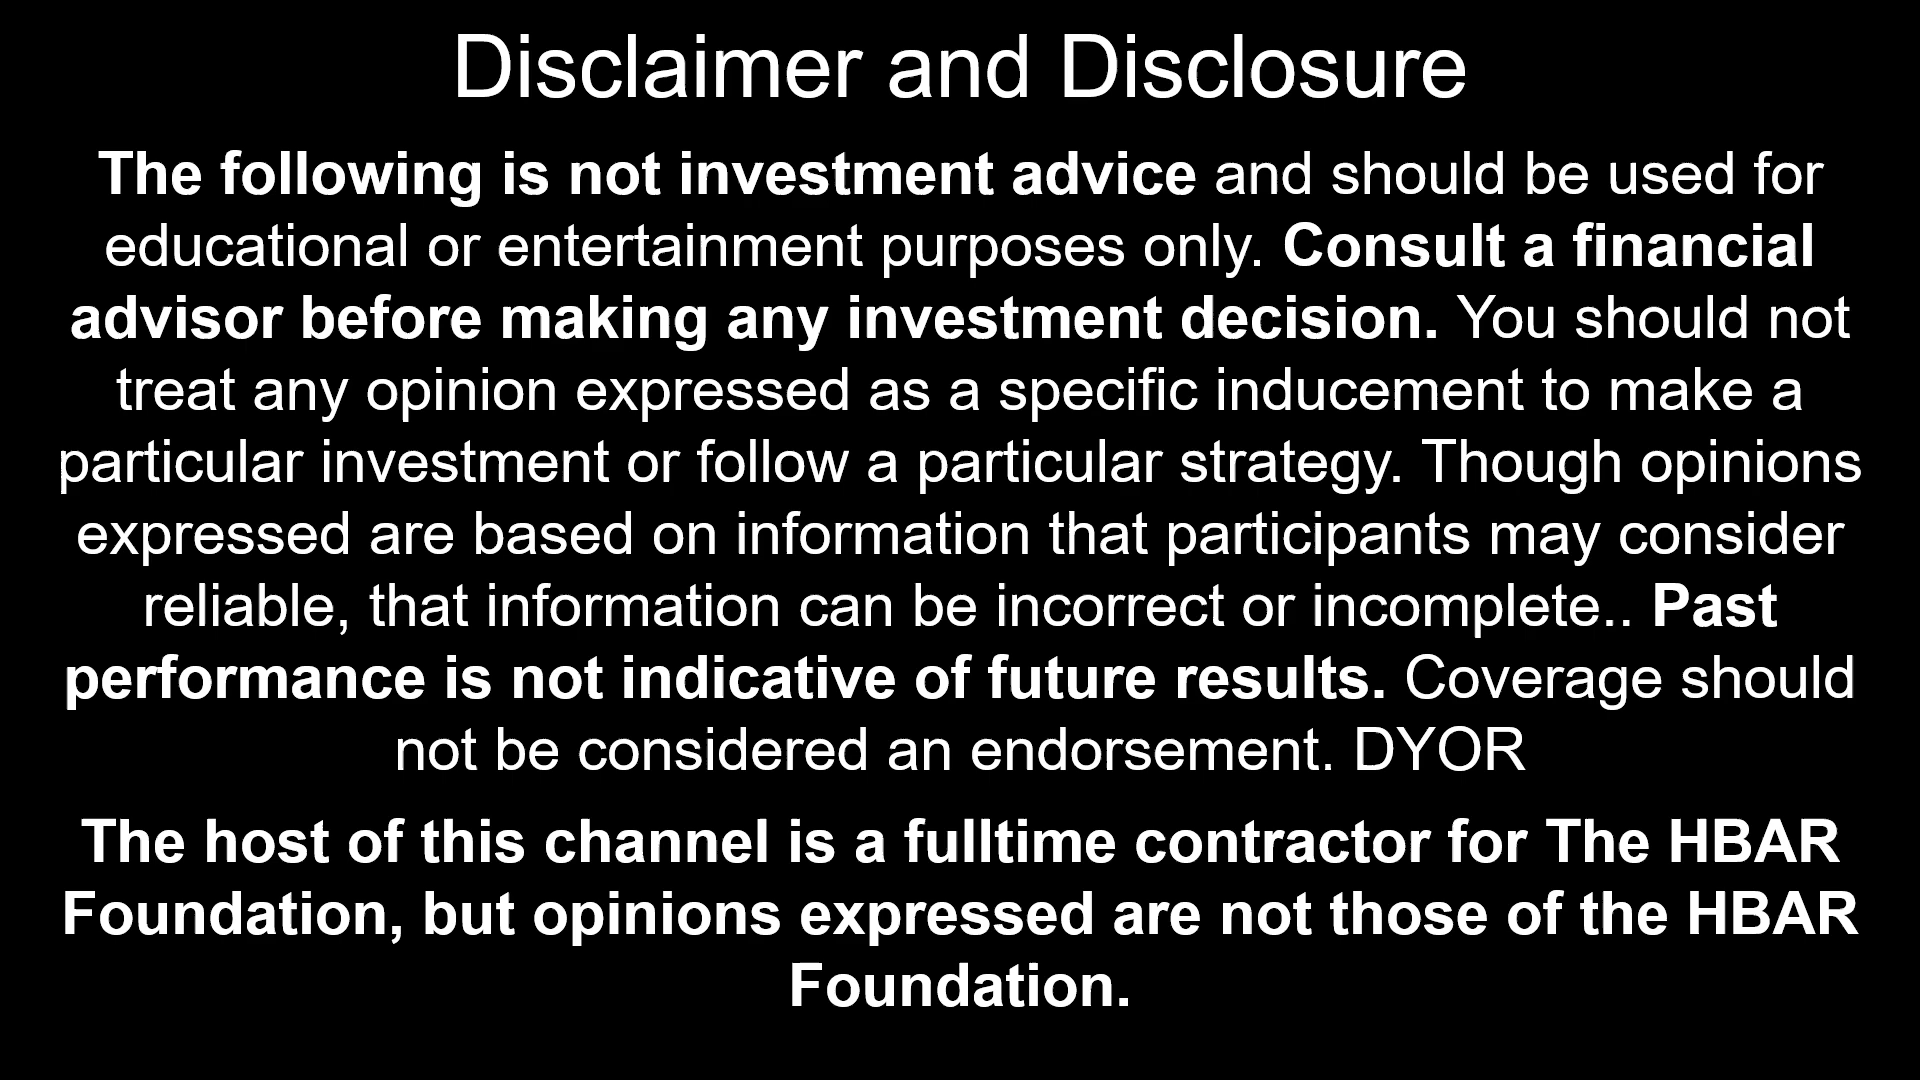 Disclaimer and Disclosure
The following is not investment advice and should be used for
educational or entertainment purposes only. Consult a financial
advisor before making any investment decision. You should not
treat any opinion expressed as a specific inducement to make a
particular investment or follow a particular strategy. Though opinions
expressed are based on information that participants may consider
reliable, that information can be incorrect or incomplete.. Past
performance is not indicative of future results. Coverage should
not be considered an endorsement. DYOR
The host of this channel is a fulltime contractor for The HBAR
Foundation, but opinions expressed are not those of the HBAR
Foundation.